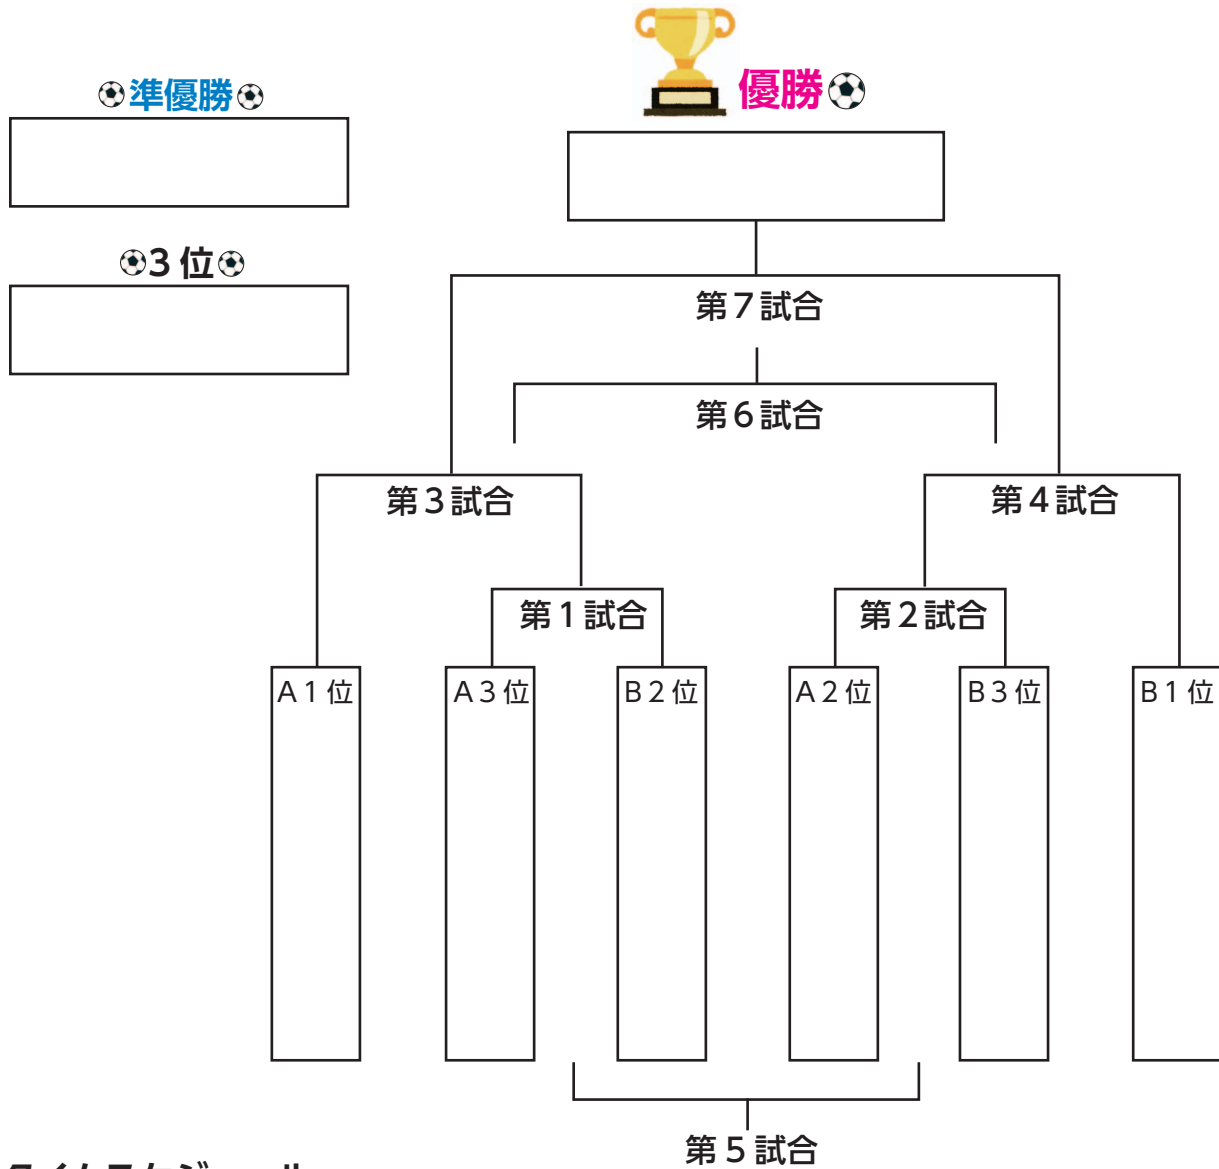 準優勝
優勝
3位
第7試合
第6試合
第3試合
第4試合
第1試合
第2試合
A1位
A3位
B2位
A2位
B3位
B1位
第5試合